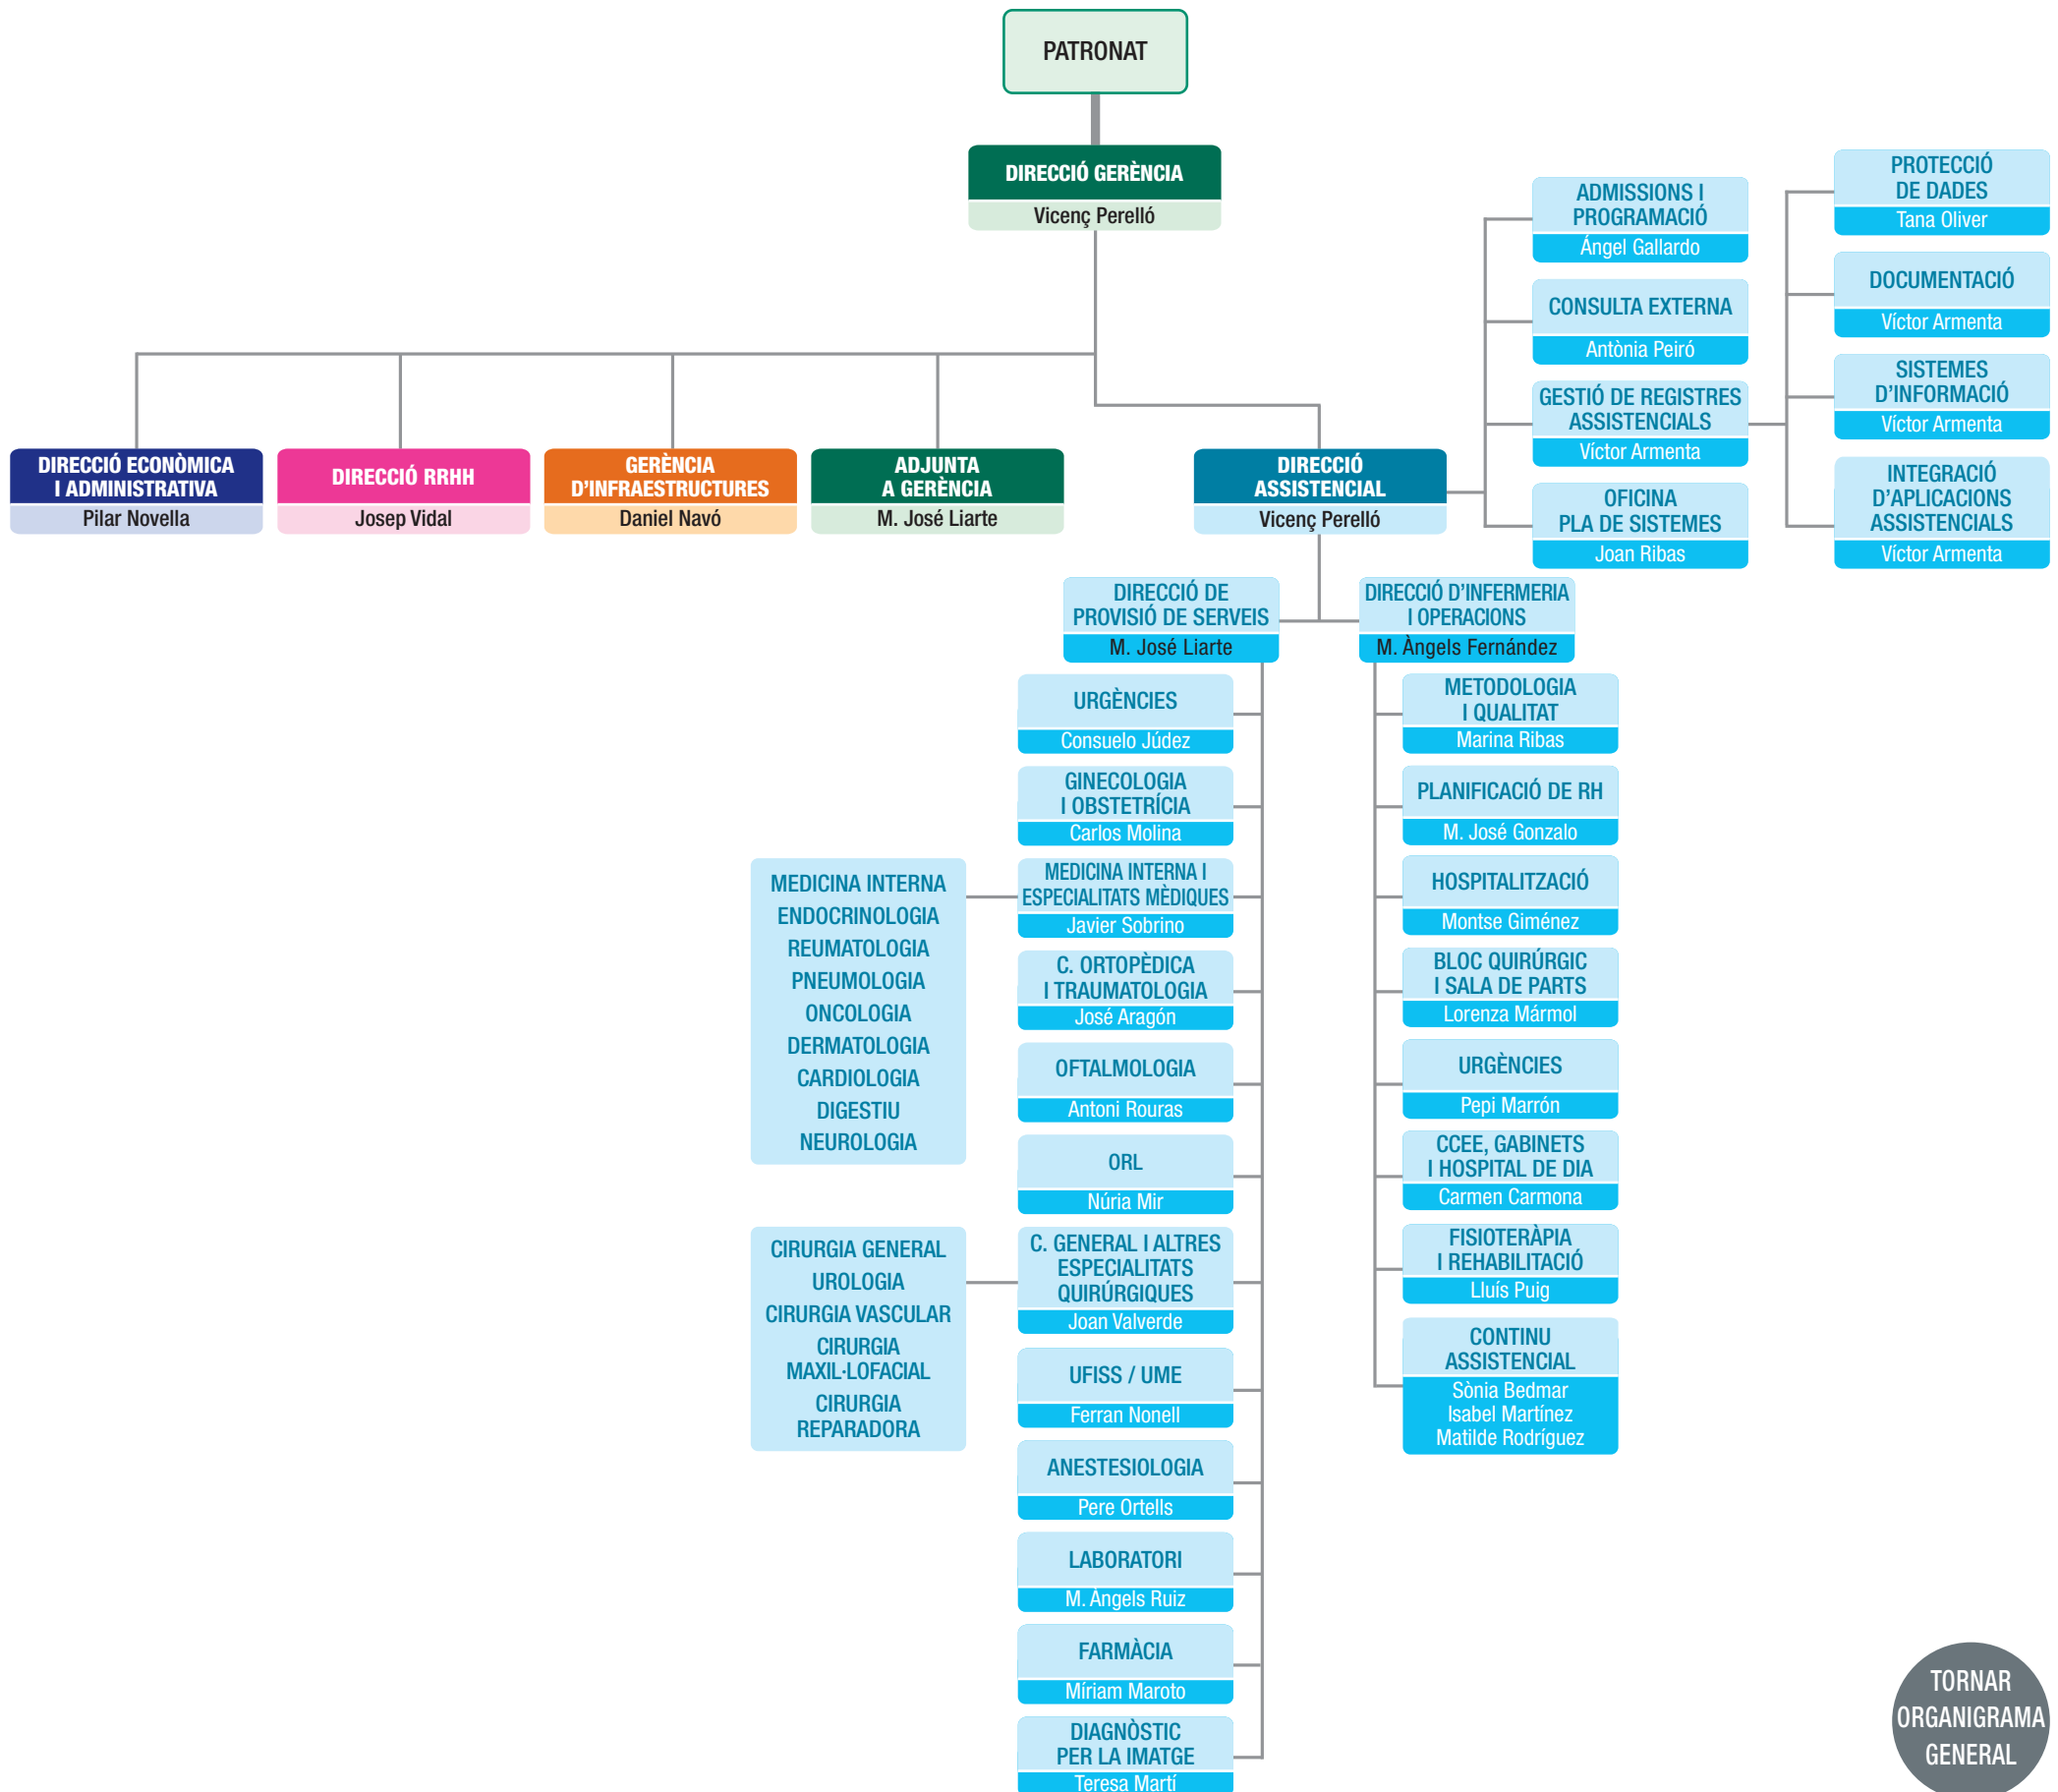 PATRONAT
DIRECCIÓ GERÈNCIA
Vicenç Perelló
DIRECCIÓ ECONÒMICA
I ADMINISTRATIVA
Pilar Novella
DIRECCIÓ RRHH
Josep Vidal
GERÈNCIA
D'INFRAESTRUCTURES
Daniel Navó
ADJUNTA
A GERÈNCIA
M. José Liarte
DIRECCIÓ
ASSISTENCIAL
Vicenç Perelló
ADMISSIONS I
PROGRAMACIÓ
Ángel Gallardo
CONSULTA EXTERNA
Antònia Peiró
GESTIÓ DE REGISTRES
ASSISTENCIALS
Víctor Armenta
OFICINA
PLA DE SISTEMES
Joan Ribas
PROTECCIÓ
DE DADES
Tana Oliver
DOCUMENTACIÓ
Víctor Armenta
SISTEMES
D'INFORMACIÓ
Víctor Armenta
INTEGRACIÓ
D'APLICACIONS
ASSISTENCIALS
Víctor Armenta
DIRECCIÓ DE
PROVISIÓ DE SERVEIS
M. José Liarte
URGÈNCIES
Consuelo Júdez
GINECOLOGIA
I OBSTETRÍCIA
Carlos Molina
MEDICINA INTERNA I
ESPECIALITATS MÈDIQUES
Javier Sobrino
MEDICINA INTERNA
ENDOCRINOLOGIA
REUMATOLOGIA
PNEUMOLOGIA
ONCOLOGIA
DERMATOLOGIA
CARDIOLOGIA
DIGESTIU
NEUROLOGIA
C. ORTOPÈDICA
I TRAUMATOLOGIA
José Aragón
OFTALMOLOGIA
Antoni Rouras
ORL
Núria Mir
C. GENERAL I ALTRES
ESPECIALITATS
QUIRÚRGIQUES
Joan Valverde
CIRURGIA GENERAL
UROLOGIA
CIRURGIA VASCULAR
CIRURGIA
MAXIL·LOFACIAL
CIRURGIA
REPARADORA
UFISS / UME
Ferran Nonell
ANESTESIOLOGIA
Pere Ortells
LABORATORI
M. Àngels Ruiz
FARMÀCIA
Míriam Maroto
DIAGNÒSTIC
PER LA IMATGE
Teresa Martí
DIRECCIÓ D'INFERMERIA
I OPERACIONS
M. Àngels Fernández
METODOLOGIA
I QUALITAT
Marina Ribas
PLANIFICACIÓ DE RH
M. José Gonzalo
HOSPITALITZACIÓ
Montse Giménez
BLOC QUIRÚRGIC
I SALA DE PARTS
Lorenza Mármol
URGÈNCIES
Pepi Marrón
CCEE, GABINETS
I HOSPITAL DE DIA
Carmen Carmona
FISIOTERÀPIA
I REHABILITACIÓ
Lluís Puig
CONTINU
ASSISTENCIAL
Sònia Bedmar
Isabel Martínez
Matilde Rodríguez
TORNAR
ORGANIGRAMA
GENERAL